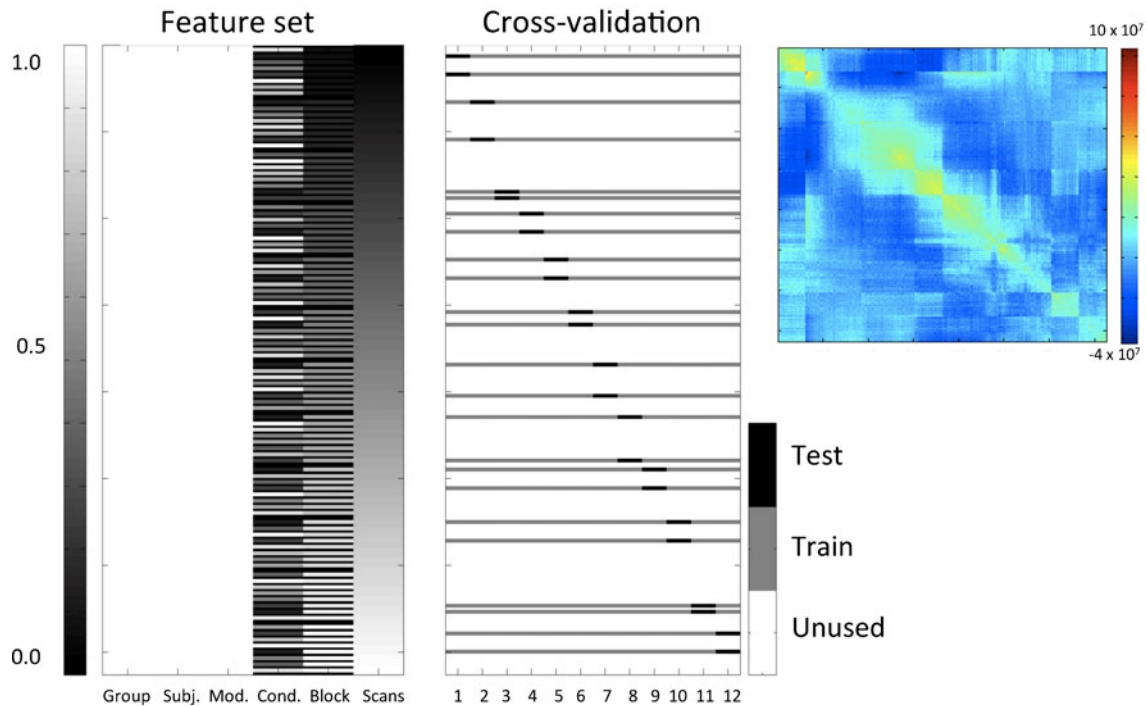 Feature set
Cross-validation
1.0
0.5
0.0
Group Subj. Mod. Cond. Block Scans
1 2 3 4 5 6 7 8 9 10 11 12
10 x 10⁷
-4 x 10⁷
Test
Train
Unused